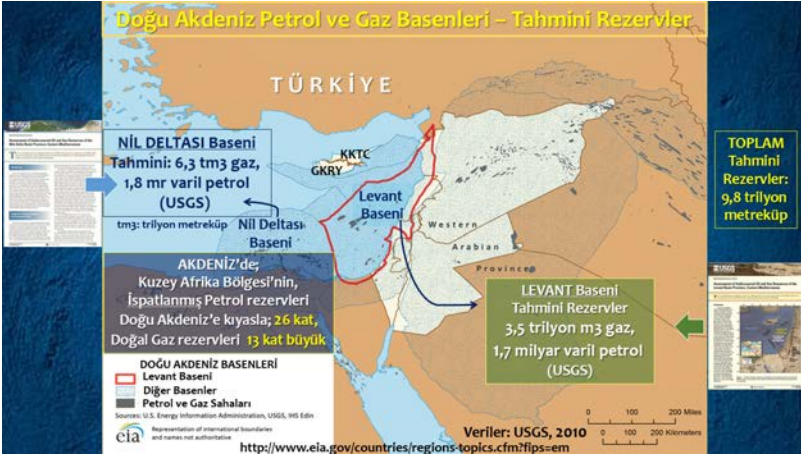 Doğu Akdeniz Petrol ve Gaz Basenleri – Tahmini Rezervler
TÜRKİYE
USGS
NİL DELTASI Baseni
Tahmini: 6,3 tm3 gaz,
1,8 mr varil petrol
(USGS)
tm3: trilyon metreküp
KKTC
GKRY
Levant
Baseni
Nil Deltası
Baseni
Western
Arabian
Province
TOPLAM
Tahmini
Rezervler:
9,8 trilyon
metreküp
AKDENİZ'de;
Kuzey Afrika Bölgesi'nin,
İspatlanmış Petrol rezervleri
Doğu Akdeniz'e kıyasla; 26 kat,
Doğal Gaz rezervleri 13 kat büyük
LEVANT Baseni
Tahmini Rezervler
3,5 trilyon m3 gaz,
1,7 milyar varil petrol
(USGS)
USGS
DOĞU AKDENİZ BASENLERİ
Levant Baseni
Diğer Basenler
Petrol ve Gaz Sahaları
Sources: U.S. Energy Information Administration, USGS, IHS Edin
eia
Representation of international boundaries
and names not authoritative
Veriler: USGS, 2010
0 200 Miles
0 200 Kilometers
http://www.eia.gov/countries/regions-topics.cfm?fips=em